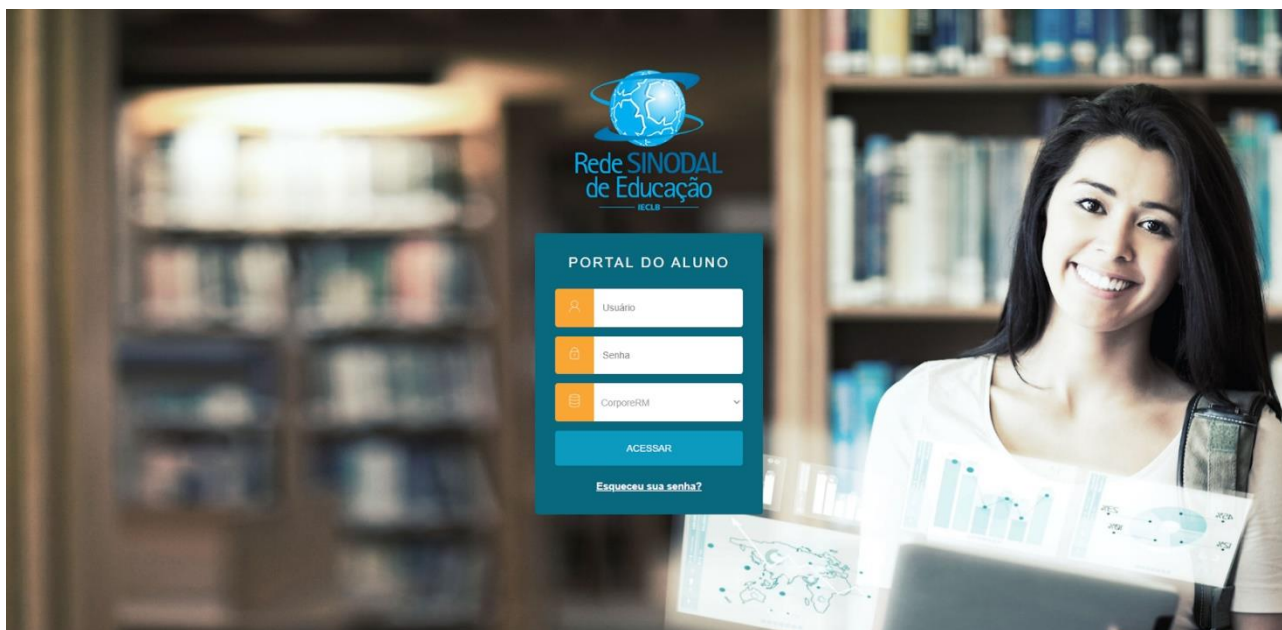 Rede SINODAL
de Educação
IECLB
PORTAL DO ALUNO
Usuário
Senha
CorporeRM
ACESSAR
Esqueceu sua senha?